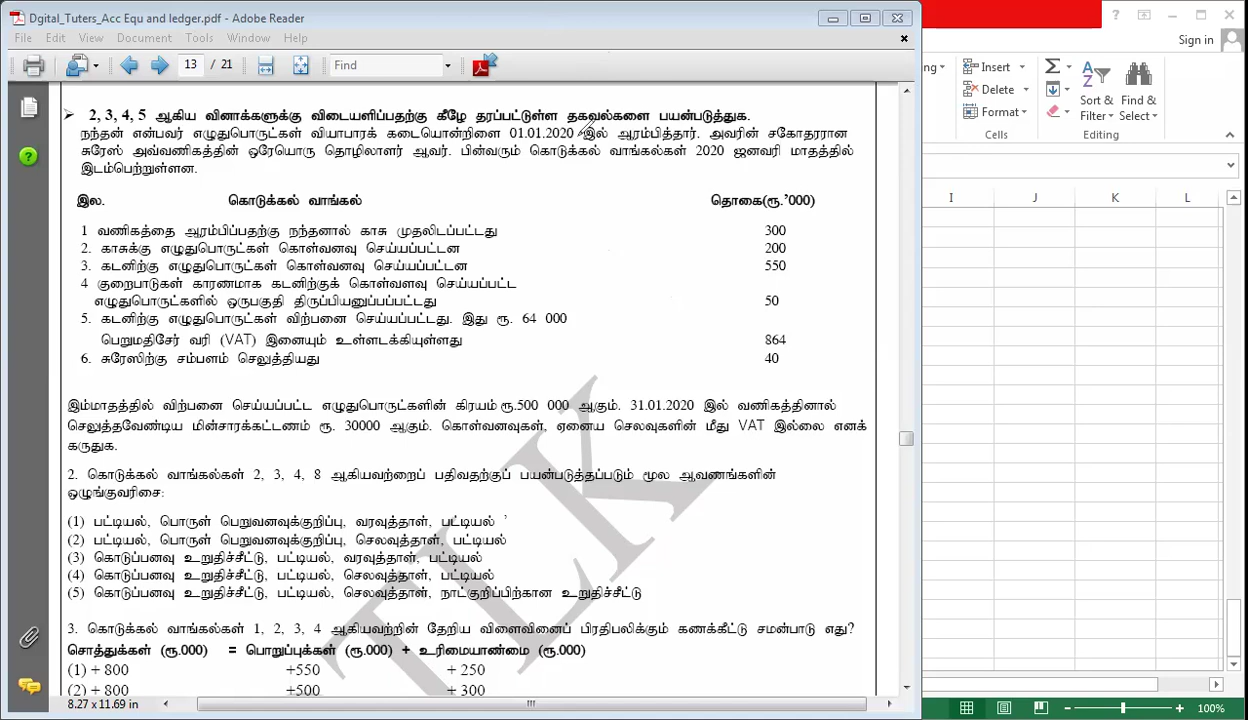 Dgital_Tuters_Acc Equ and ledger.pdf - Adobe Reader
File Edit View Document Tools Window Help
13 / 21 Find
2, 3, 4, 5 ஆகிய வினாக்களுக்கு விடையளிப்பதற்கு கீழே தரப்பட்டுள்ள தகவல்களை பயன்படுத்துக.
நந்தன் என்பவர் எழுதுபொருட்கள் வியாபாரக் கடையொன்றினை 01.01.2020 இல் ஆரம்பித்தார். அவரின் சகோதரரான
சுரேஸ் அவ்வணிகத்தின் ஒரேயொரு தொழிலாளர் ஆவர். பின்வரும் கொடுக்கல் வாங்கல்கள் 2020 ஜனவரி மாதத்தில்
இடம்பெற்றுள்ளன.
இல. கொடுக்கல் வாங்கல் தொகை(ரூ.'000)
1 வணிகத்தை ஆரம்பிப்பதற்கு நந்தனால் காசு முதலிடப்பட்டது 300
2. காசுக்கு எழுதுபொருட்கள் கொள்வனவு செய்யப்பட்டன 200
3. கடனிற்கு எழுதுபொருட்கள் கொள்வனவு செய்யப்பட்டன 550
4 குறைபாடுகள் காரணமாக கடனிற்குக் கொள்வளவு செய்யப்பட்ட
எழுதுபொருட்களில் ஒருபகுதி திருப்பியனுப்பப்பட்டது 50
5. கடனிற்கு எழுதுபொருட்கள் விற்பனை செய்யப்பட்டது. இது ரூ. 64 000
பெறுமதிசேர் வரி (VAT) இனையும் உள்ளடக்கியுள்ளது 864
6. சுரேஸிற்கு சம்பளம் செலுத்தியது 40
இம்மாதத்தில் விற்பனை செய்யப்பட்ட எழுதுபொருட்களின் கிரயம் ரூ.500 000 ஆகும். 31.01.2020 இல் வணிகத்தினால்
செலுத்தவேண்டிய மின்சாரக்கட்டணம் ரூ. 30000 ஆகும். கொள்வனவுகள், ஏனைய செலவுகளின் மீது VAT இல்லை எனக்
கருதுக.
2. கொடுக்கல் வாங்கல்கள் 2, 3, 4, 8 ஆகியவற்றைப் பதிவதற்குப் பயன்படுத்தப்படும் மூல ஆவணங்களின்
ஒழுங்குவரிசை:
(1) பட்டியல், பொருள் பெறுவனவுக்குறிப்பு, வரவுத்தாள், பட்டியல்
(2) பட்டியல், பொருள் பெறுவனவுக்குறிப்பு, செலவுத்தாள், பட்டியல்
(3) கொடுப்பனவு உறுதிச்சீட்டு, பட்டியல், வரவுத்தாள், பட்டியல்
(4) கொடுப்பனவு உறுதிச்சீட்டு, பட்டியல், செலவுத்தாள், பட்டியல்
(5) கொடுப்பனவு உறுதிச்சீட்டு, பட்டியல், செலவுத்தாள், நாட்குறிப்பிற்கான உறுதிச்சீட்டு
3. கொடுக்கல் வாங்கல்கள் 1, 2, 3, 4 ஆகியவற்றின் தேறிய விளைவினைப் பிரதிபலிக்கும் கணக்கீட்டு சமன்பாடு எது?
சொத்துக்கள் (ரூ.000) = பொறுப்புக்கள் (ரூ.000) + உரிமையாண்மை (ரூ.000)
(1) + 800 +550 + 250
(2) + 800 +500 + 300
8.27 x 11.69 in
TLK
Sign in
ng Insert
Delete
Format
Cells
Sort & Filter
Find & Select
I J K L
100%